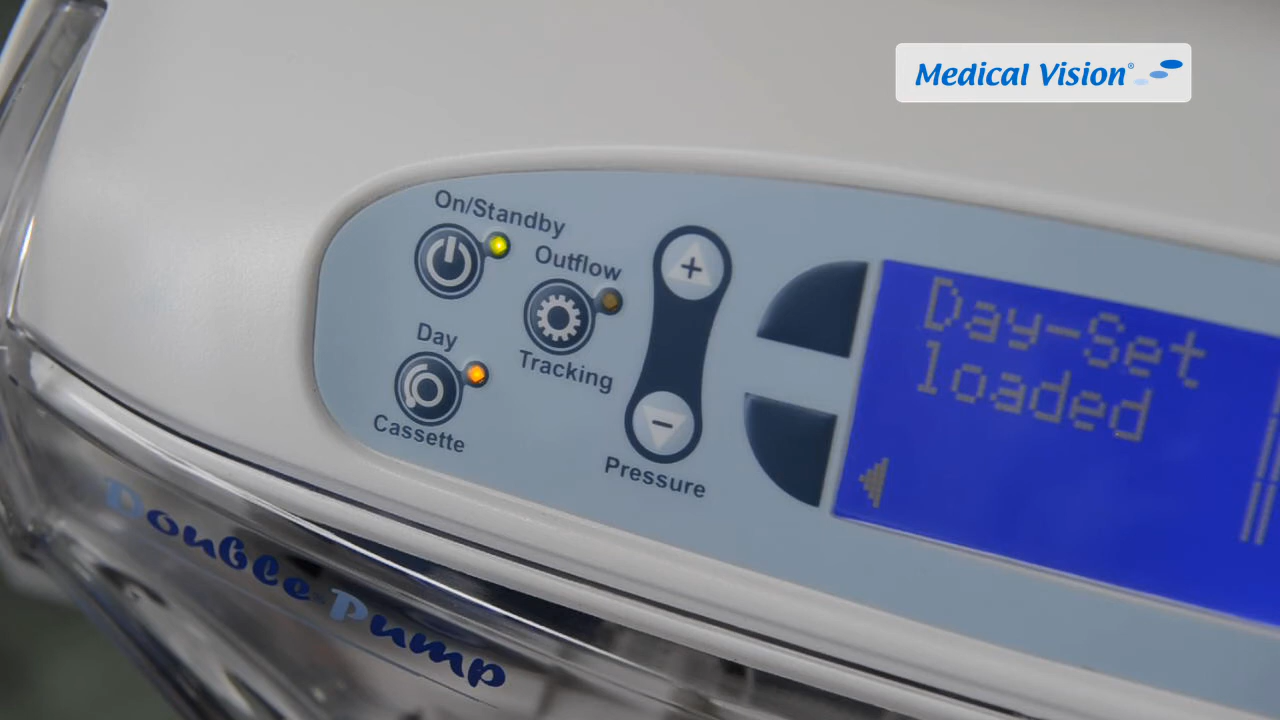 Medical Vision®
On/Standby
Outflow
Tracking
Day
Cassette
+
-
Pressure
Day-Set
loaded
Double Pump